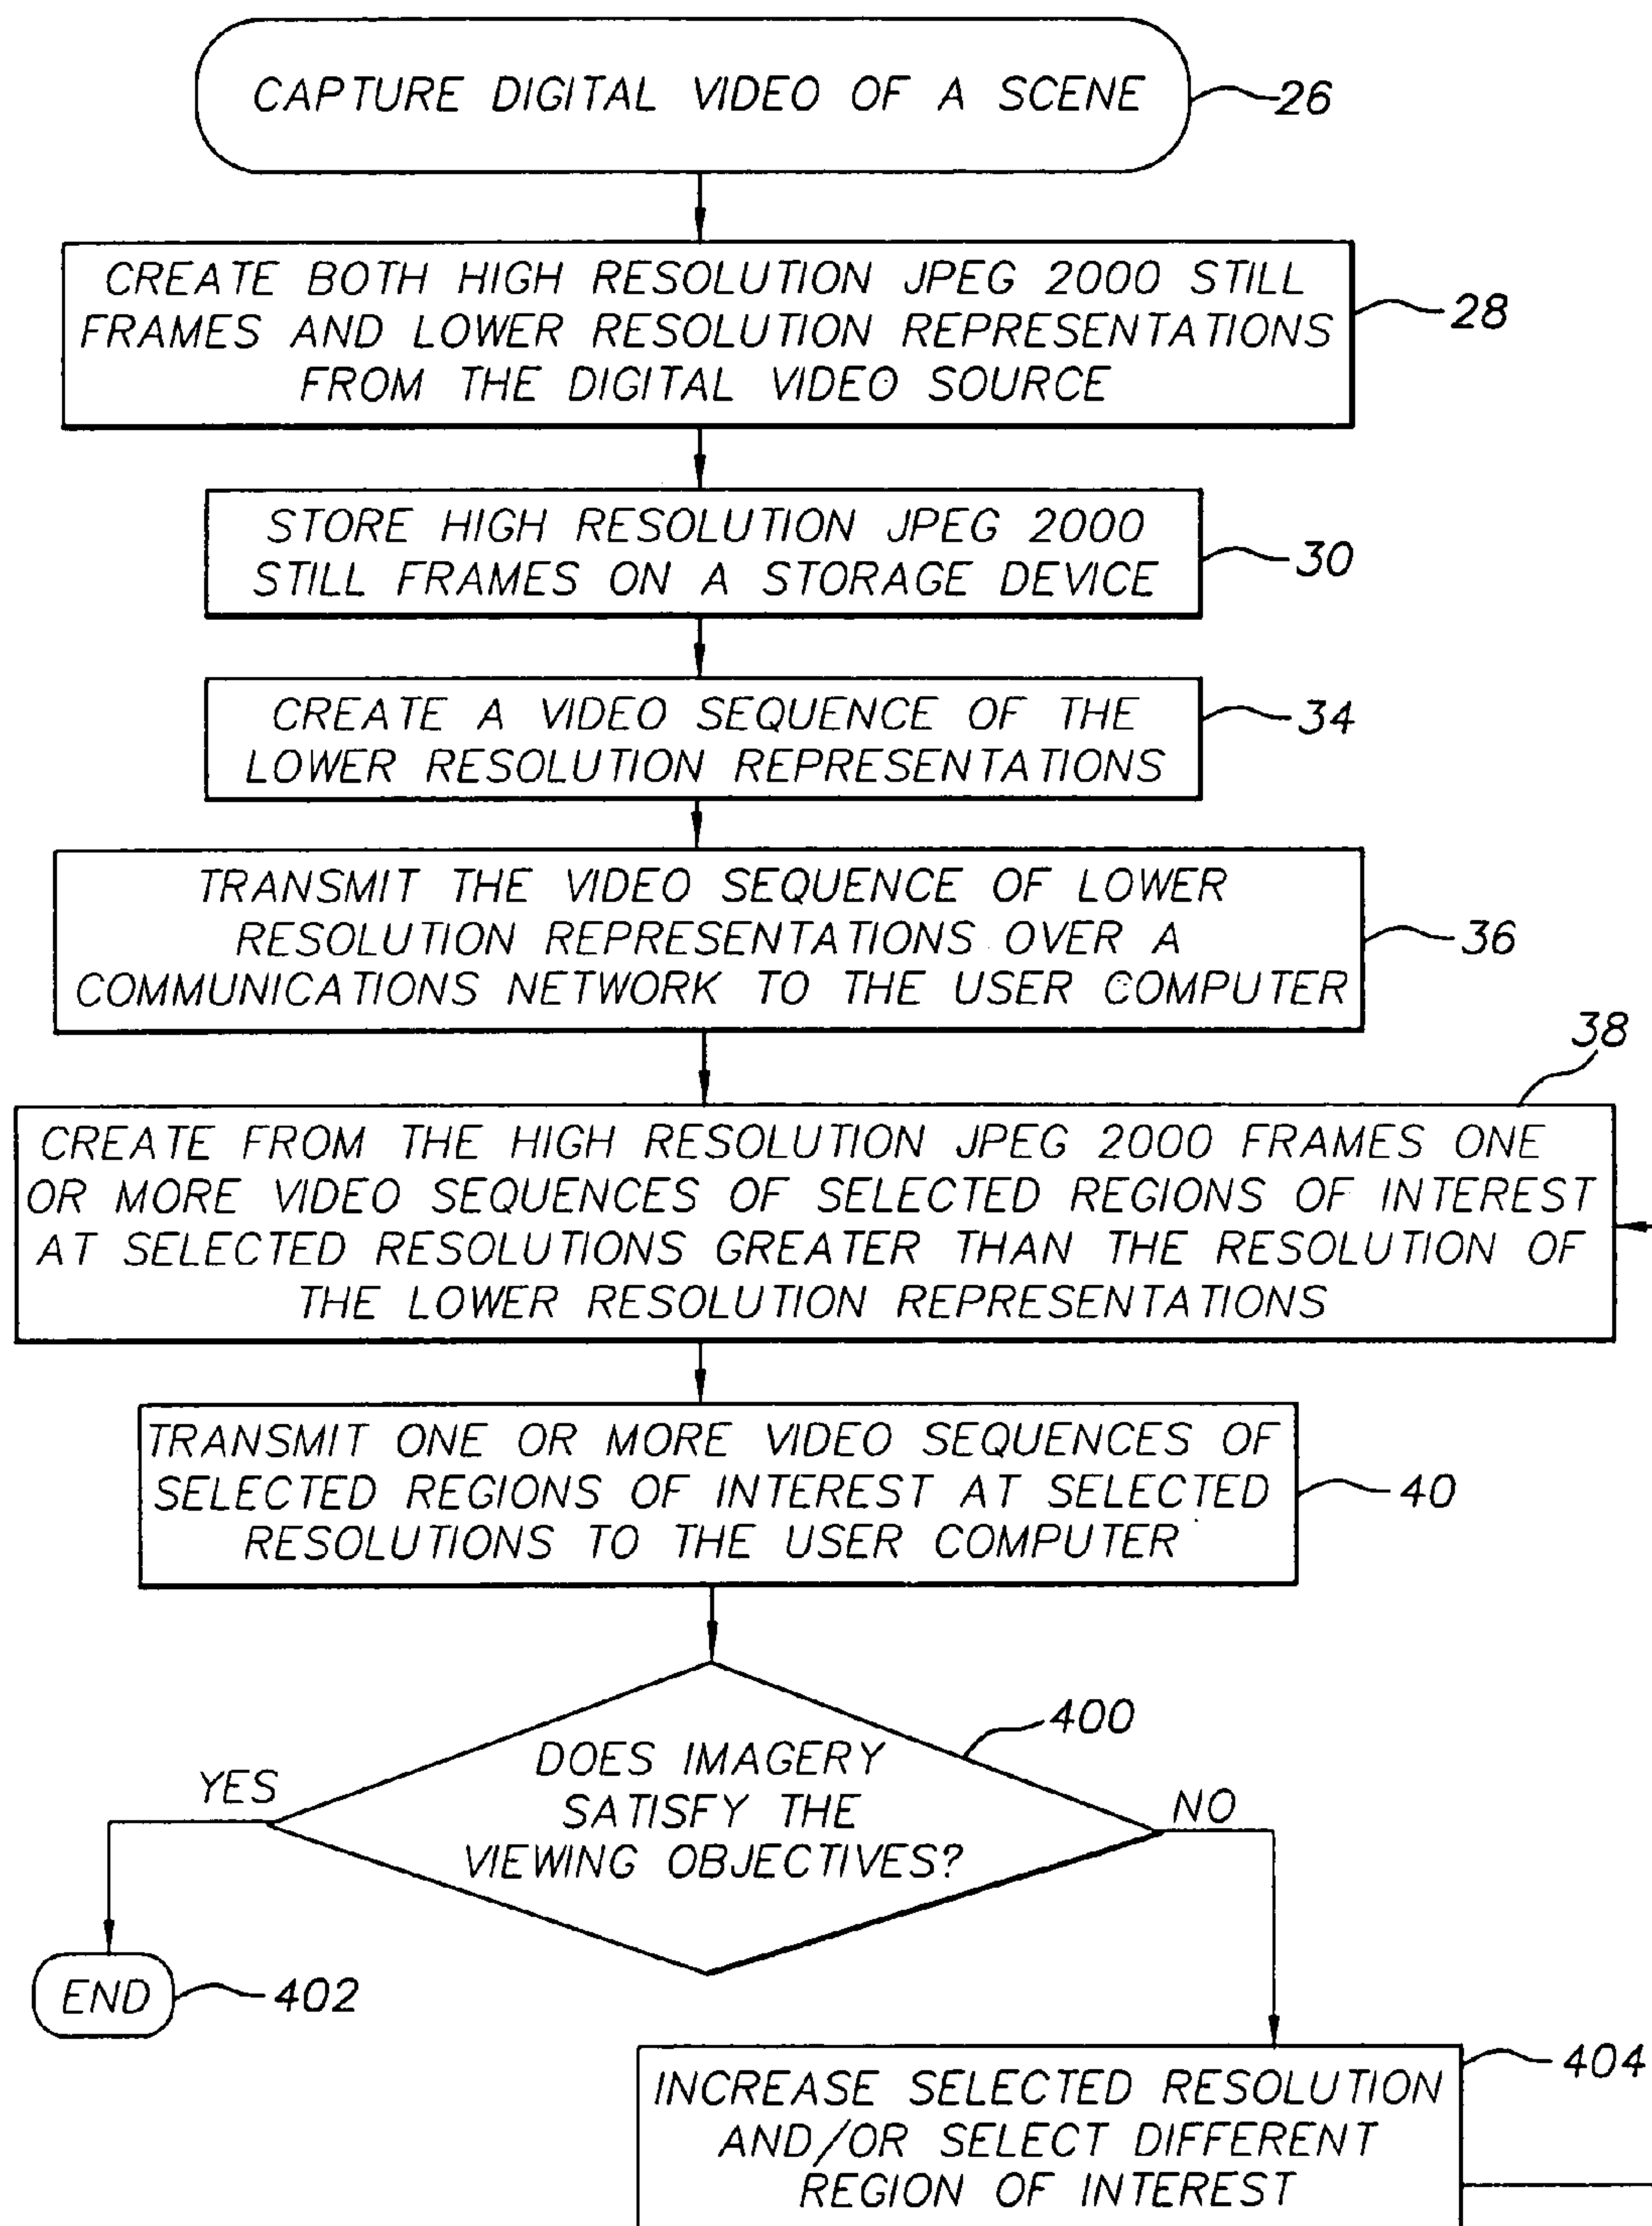 CAPTURE DIGITAL VIDEO OF A SCENE
26
CREATE BOTH HIGH RESOLUTION JPEG 2000 STILL
FRAMES AND LOWER RESOLUTION REPRESENTATIONS
FROM THE DIGITAL VIDEO SOURCE
28
STORE HIGH RESOLUTION JPEG 2000
STILL FRAMES ON A STORAGE DEVICE
30
CREATE A VIDEO SEQUENCE OF THE
LOWER RESOLUTION REPRESENTATIONS
34
TRANSMIT THE VIDEO SEQUENCE OF LOWER
RESOLUTION REPRESENTATIONS OVER A
COMMUNICATIONS NETWORK TO THE USER COMPUTER
36
38
CREATE FROM THE HIGH RESOLUTION JPEG 2000 FRAMES ONE
OR MORE VIDEO SEQUENCES OF SELECTED REGIONS OF INTEREST
AT SELECTED RESOLUTIONS GREATER THAN THE RESOLUTION OF
THE LOWER RESOLUTION REPRESENTATIONS
TRANSMIT ONE OR MORE VIDEO SEQUENCES OF
SELECTED REGIONS OF INTEREST AT SELECTED
RESOLUTIONS TO THE USER COMPUTER
40
400
DOES IMAGERY
SATISFY THE
VIEWING OBJECTIVES?
YES
NO
END
402
404
INCREASE SELECTED RESOLUTION
AND/OR SELECT DIFFERENT
REGION OF INTEREST